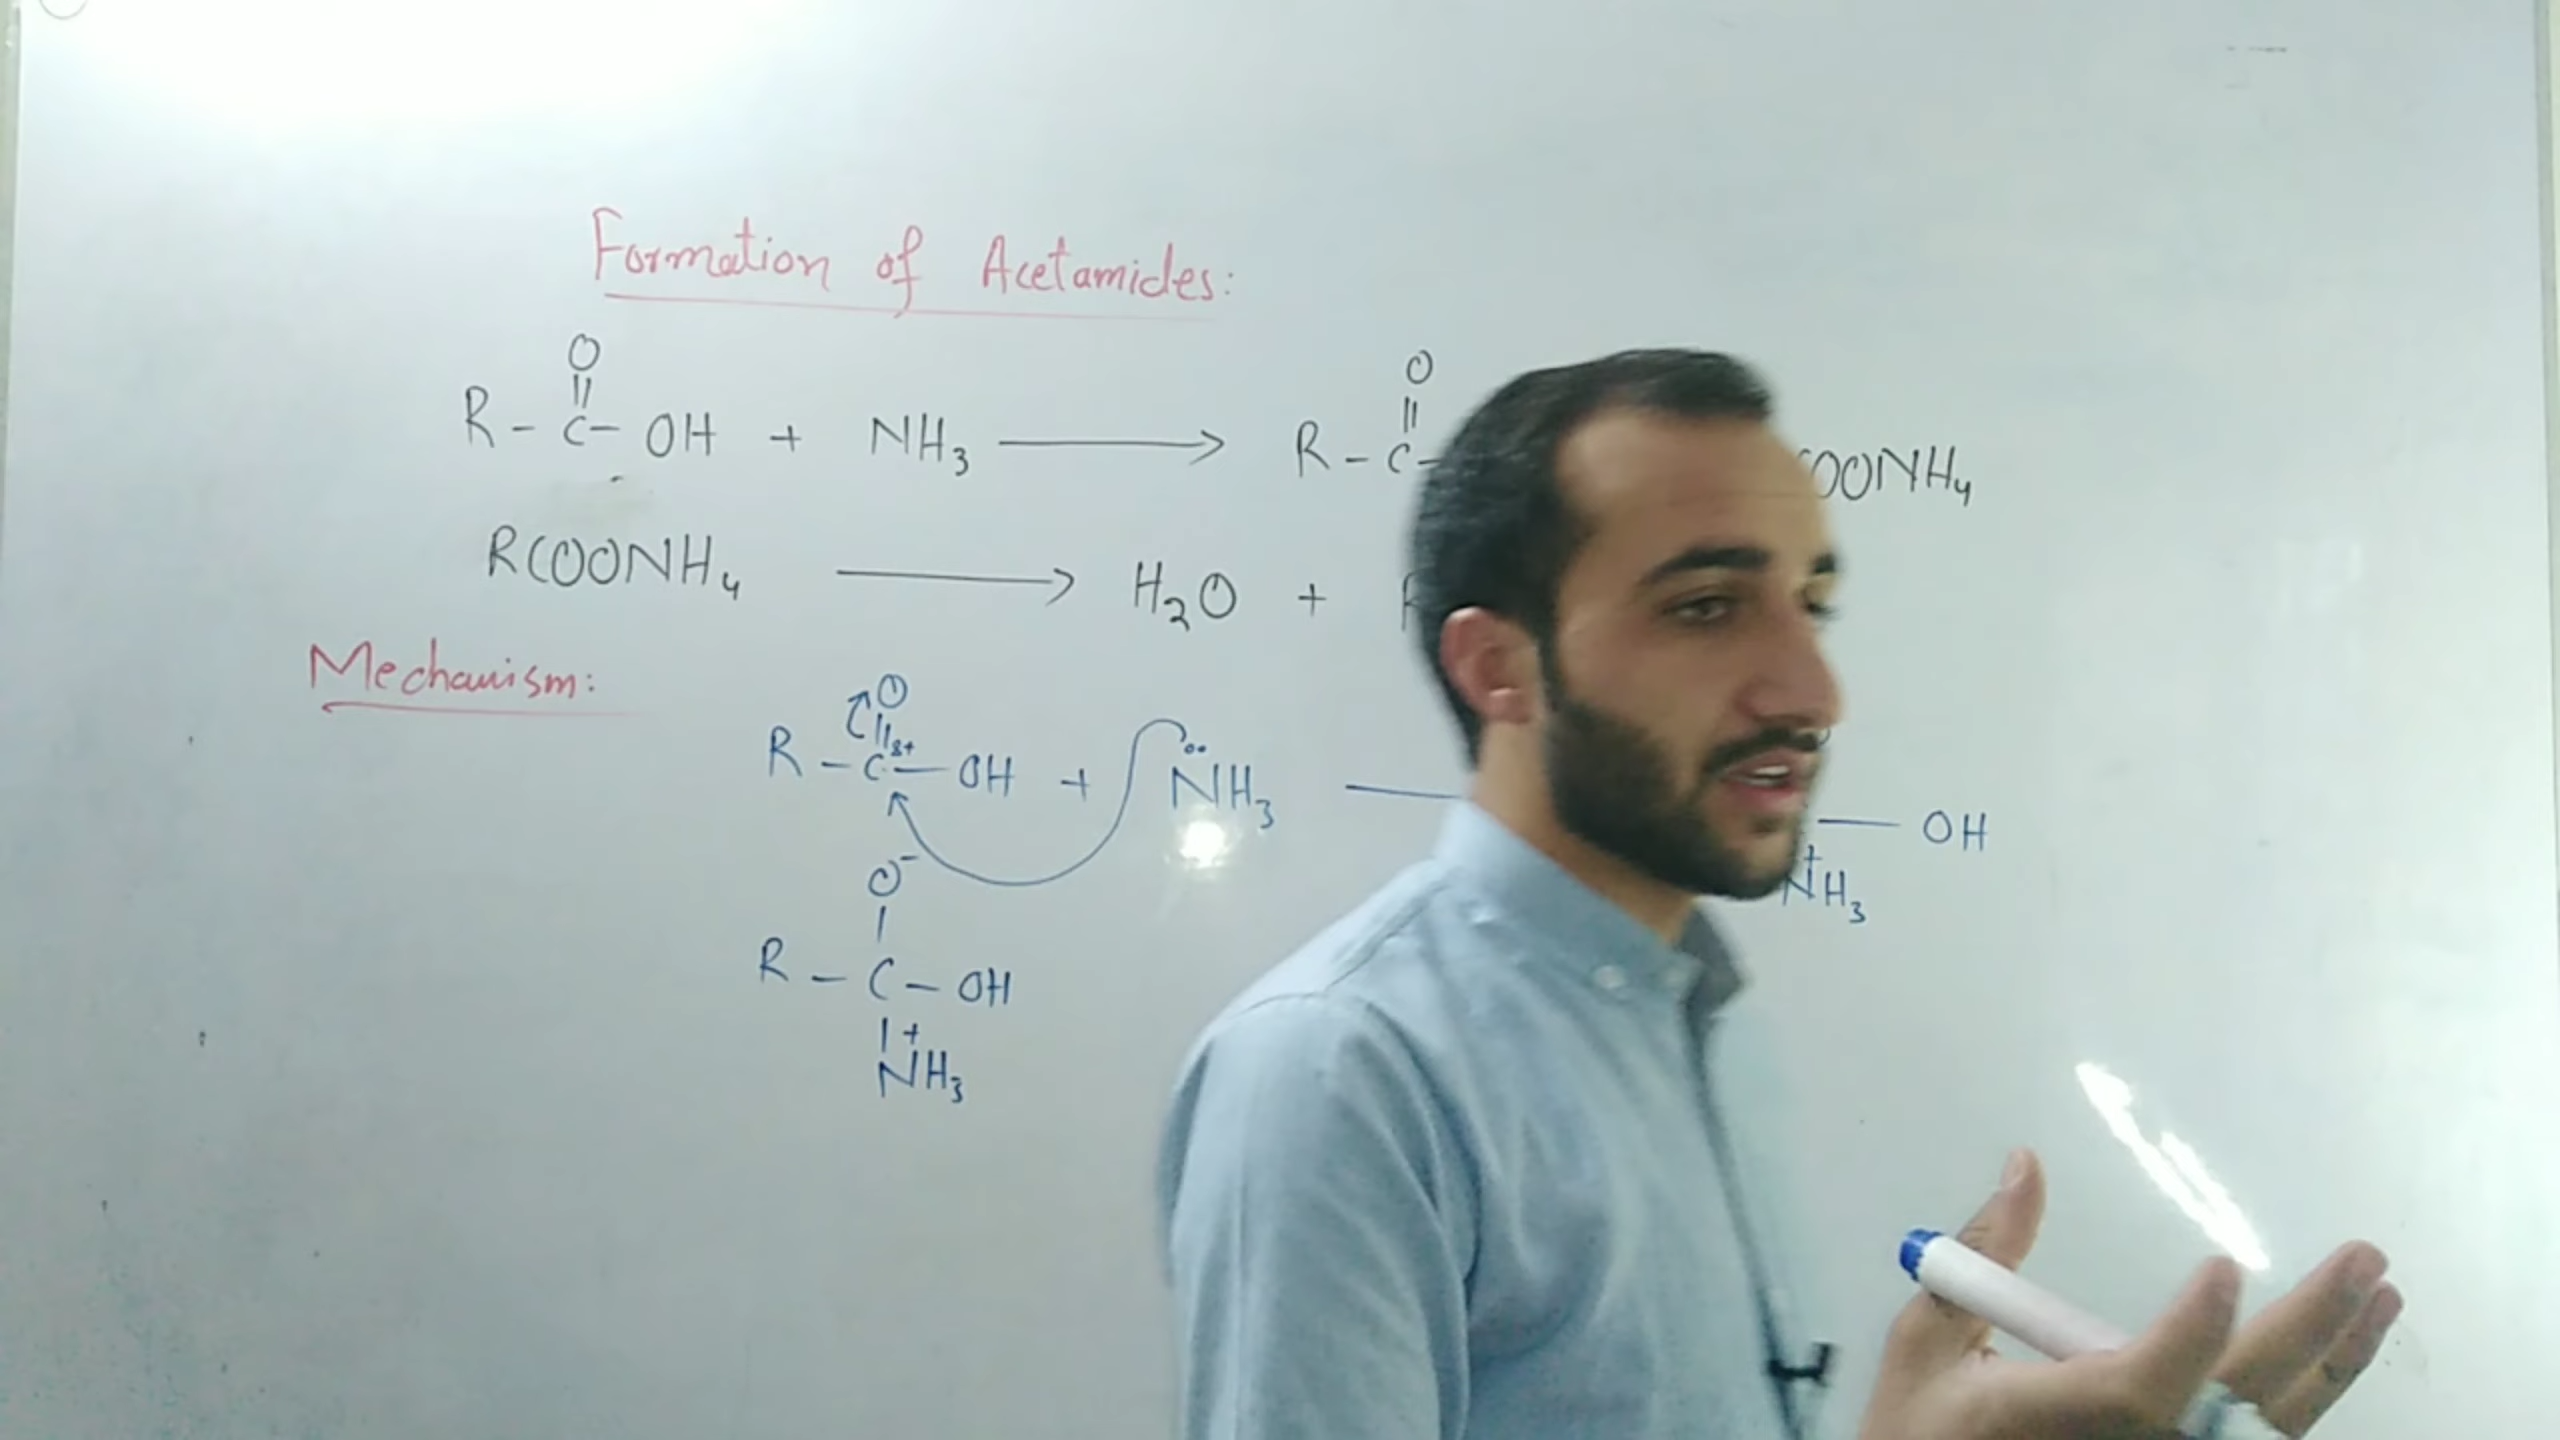 Formation of Acetamides:
O
R - C - OH + NH3 ⟶ R - C - OONH4
O
RCOONH4 ⟶ H2O +
Mechanism:
O
R - C δ+ - OH + NH3 — OH
NH3 +
O-
R - C - OH
+
NH3